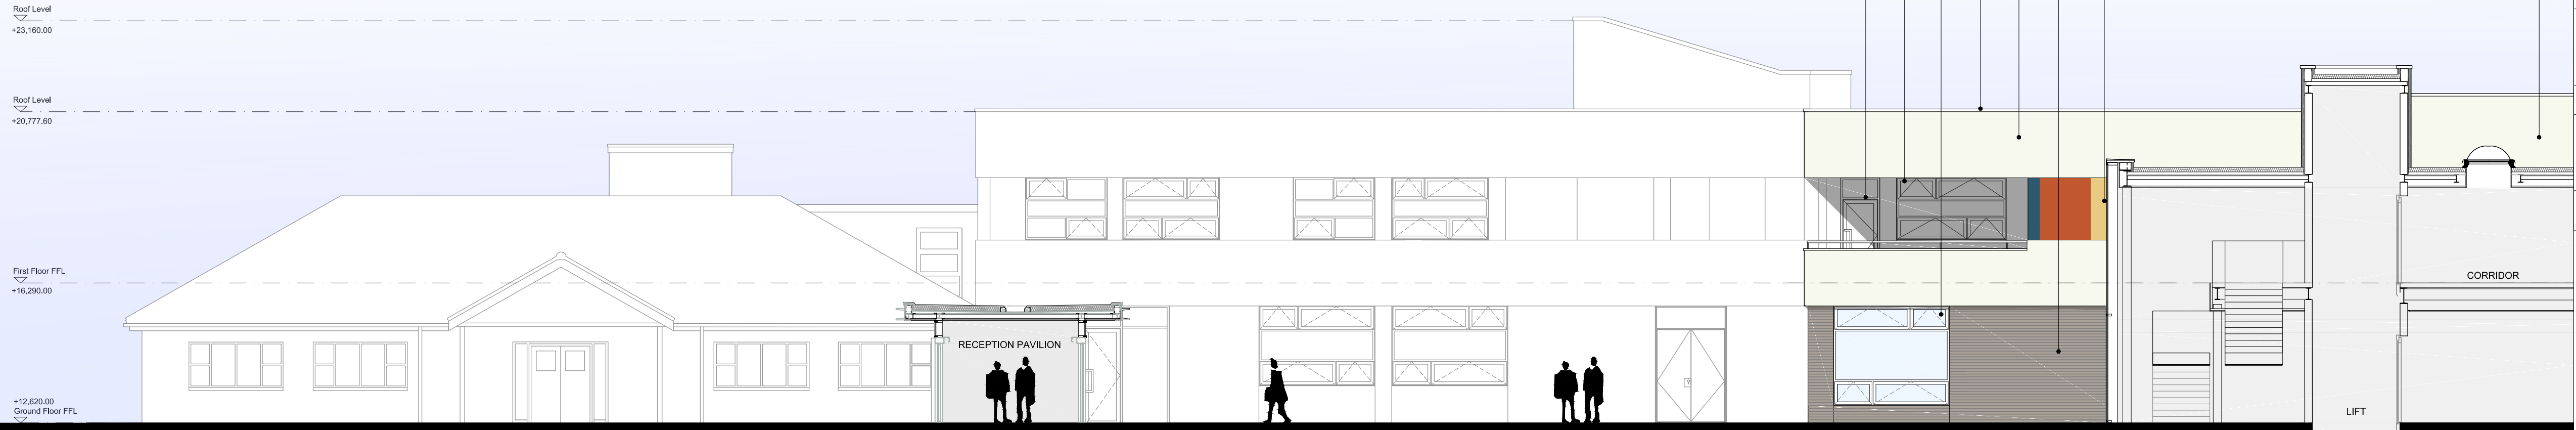 Roof Level
+23,160.00
Roof Level
+20,777.60
First Floor FFL
+16,290.00
+12,620.00
Ground Floor FFL
RECEPTION PAVILION
CORRIDOR
LIFT